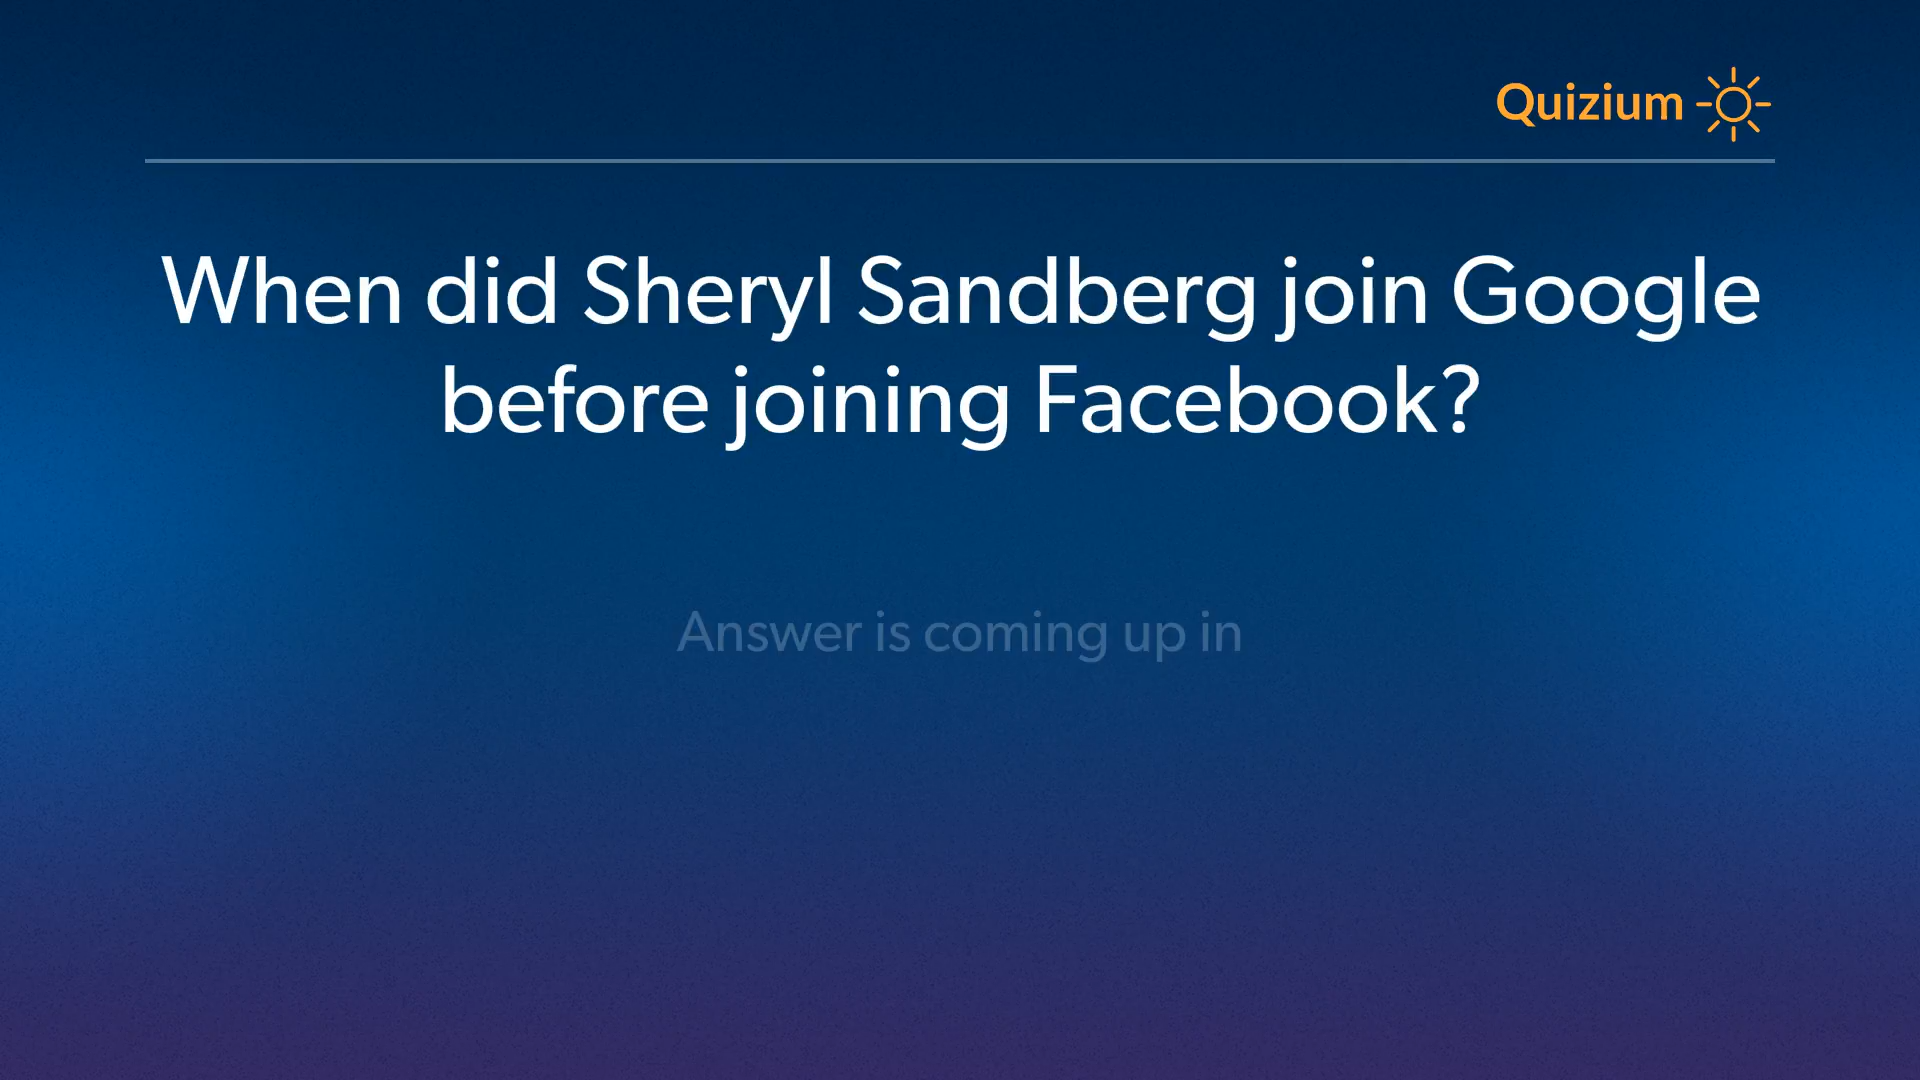 Quizium
When did Sheryl Sandberg join Google
before joining Facebook?
Answer is coming up in